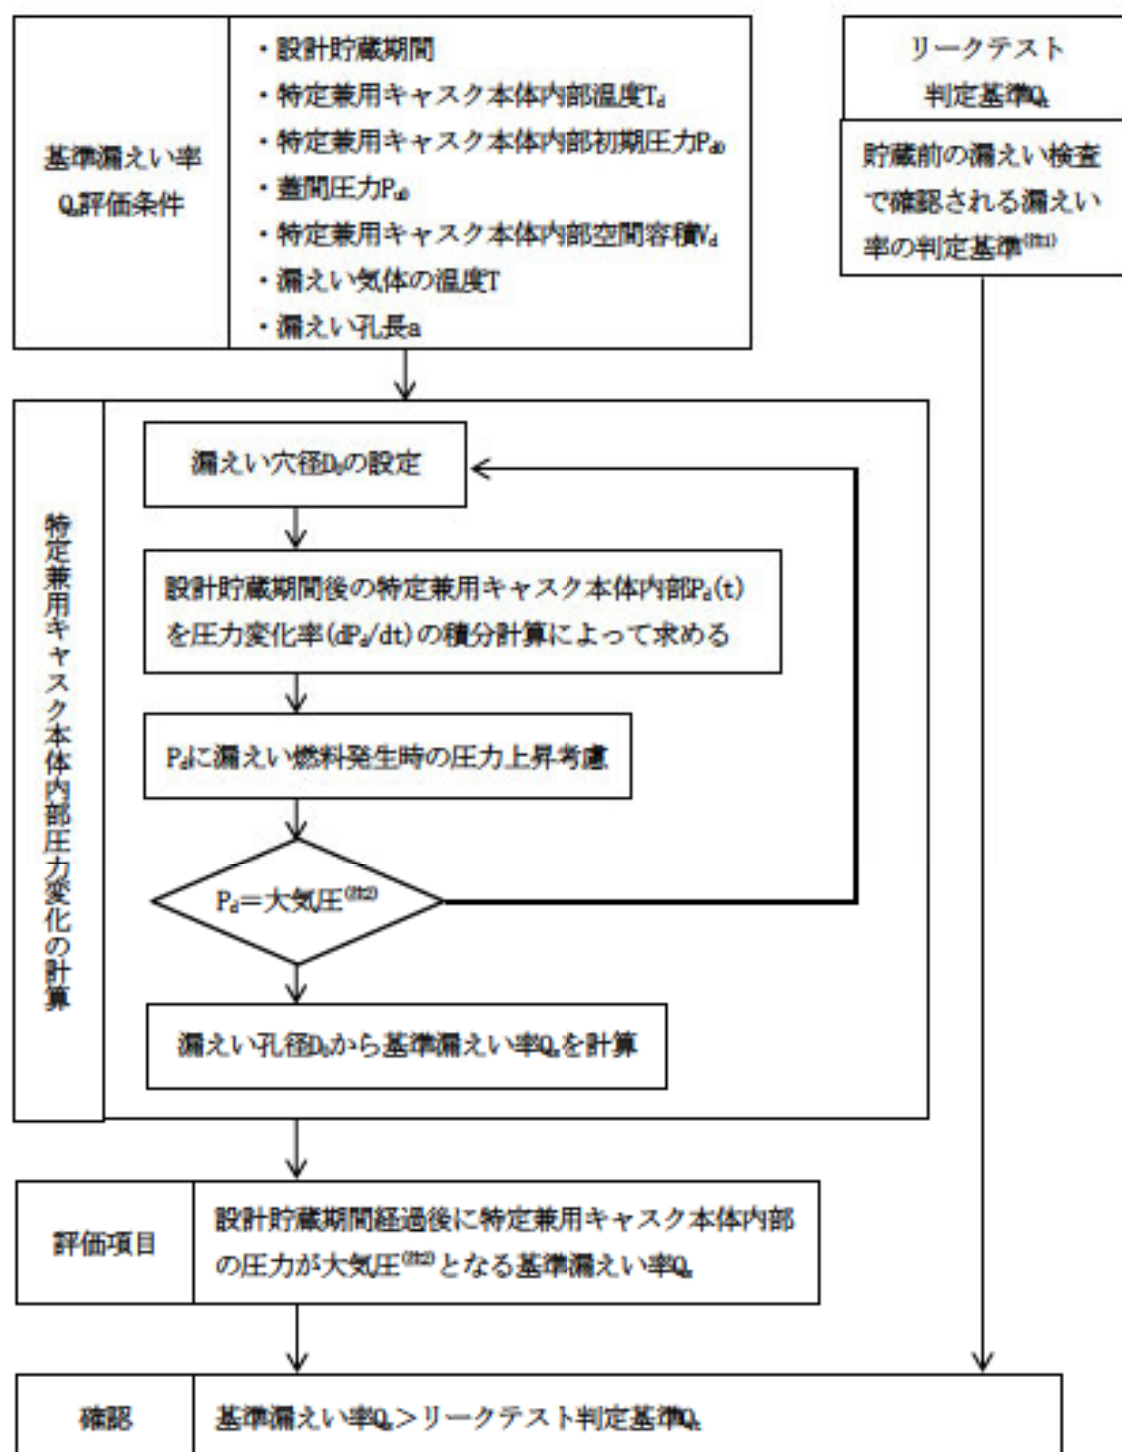 基準漏えい率
Qs評価条件
・設計貯蔵期間
・特定兼用キャスク本体内部温度Td
・特定兼用キャスク本体内部初期圧力Pd0
・蓋間圧力Pu0
・特定兼用キャスク本体内部空間容積Vd
・漏えい気体の温度T
・漏えい孔長a
リークテスト
判定基準Qt
貯蔵前の漏えい検査
で確認される漏えい
率の判定基準(注1)
特定兼用キャスク本体内部圧力変化の計算
漏えい穴径D0の設定
設計貯蔵期間後の特定兼用キャスク本体内部Pd(t)
を圧力変化率(dPd/dt)の積分計算によって求める
Pdに漏えい燃料発生時の圧力上昇考慮
Pd＝大気圧(注2)
漏えい孔径D0から基準漏えい率Qsを計算
評価項目
設計貯蔵期間経過後に特定兼用キャスク本体内部
の圧力が大気圧(注2)となる基準漏えい率Qs
確認
基準漏えい率Qs＞リークテスト判定基準Qt